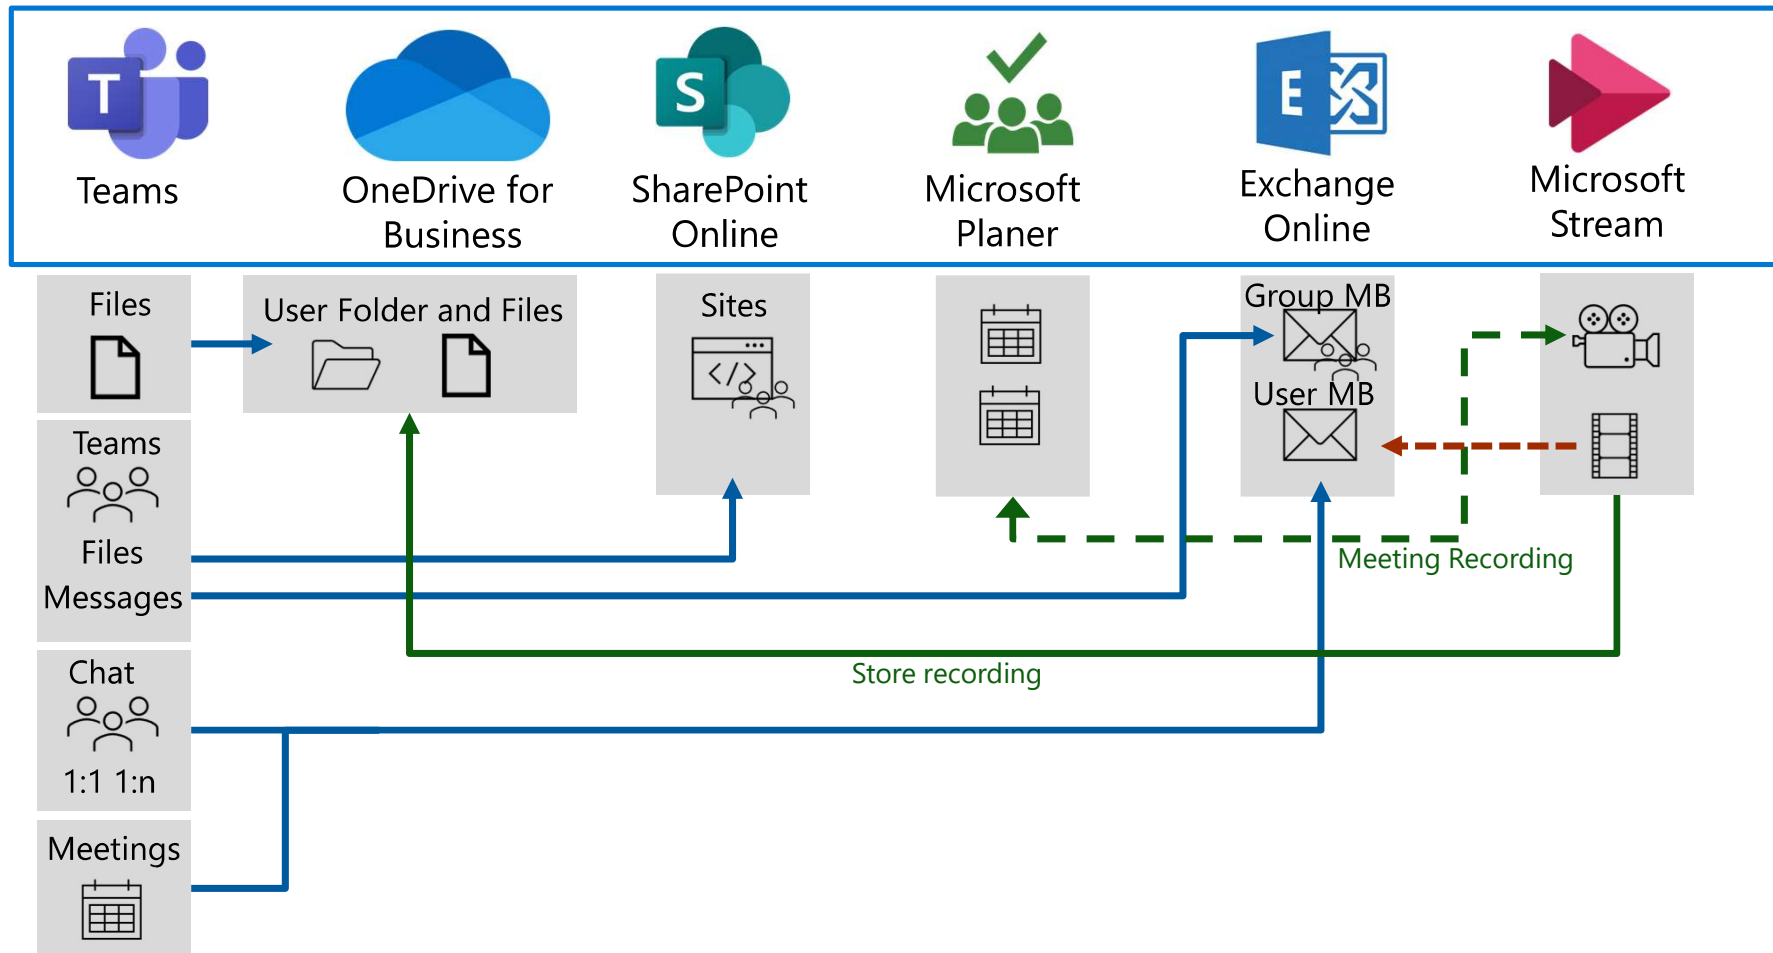 T
S
E
Teams
OneDrive for
Business
SharePoint
Online
Microsoft
Planer
Exchange
Online
Microsoft
Stream
Files
User Folder and Files
Sites
</>
Group MB
User MB
Teams
Files
Messages
Meeting Recording
Chat
1:1 1:n
Store recording
Meetings